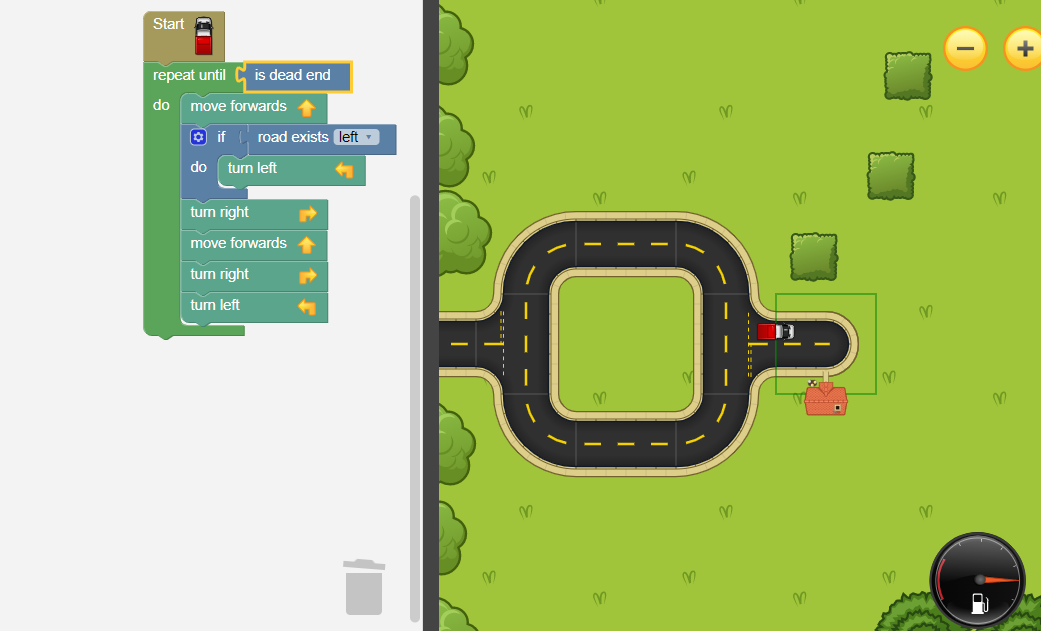 Start
repeat until is dead end
do move forwards
if road exists left
do turn left
turn right
move forwards
turn right
turn left